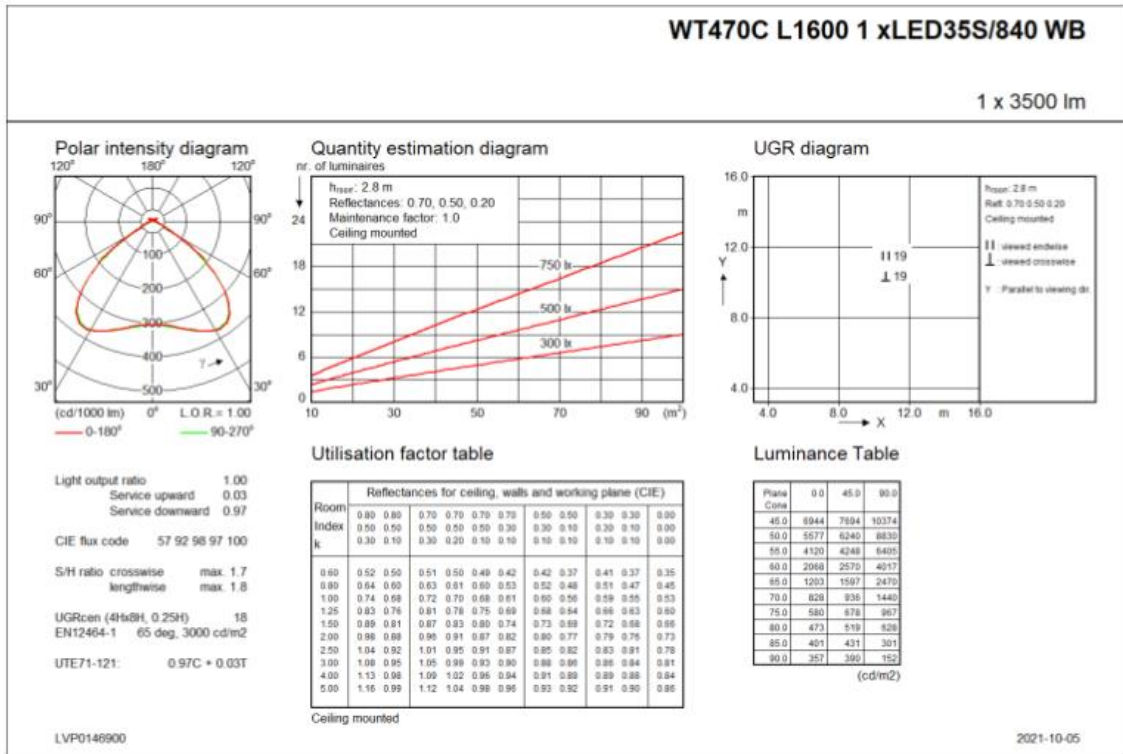 WT470C L1600 1 xLED35S/840 WB
1 x 3500 lm
Polar intensity diagram
120° 180° 120°
90° 90°
60° 60°
30° 30°
100
200
300
400
500
γ
(cd/1000 lm) 0° L.O.R.= 1.00
0-180° 90-270°
Quantity estimation diagram
nr. of luminaires
hroom: 2.8 m
Reflectances: 0.70, 0.50, 0.20
Maintenance factor: 1.0
Ceiling mounted
24
18
12
6
0
750 lx
500 lx
300 lx
10 30 50 70 90 (m²)
UGR diagram
16.0
m
12.0
Y
8.0
4.0
4.0 8.0 12.0 m 16.0
X
19
19
hroom: 2.8 m
Refl: 0.70 0.50 0.20
Ceiling mounted
viewed endwise
viewed crosswise
Y : Parallel to viewing dir.
Light output ratio 1.00
Service upward 0.03
Service downward 0.97
CIE flux code 57 92 98 97 100
S/H ratio crosswise max. 1.7
lengthwise max. 1.8
UGRcen (4Hx8H, 0.25H) 18
EN12464-1 65 deg, 3000 cd/m2
UTE71-121: 0.97C + 0.03T
Utilisation factor table
Room Index k
Reflectances for ceiling, walls and working plane (CIE)
0.80 0.80 0.70 0.70 0.70 0.70 0.50 0.50 0.30 0.30 0.00
0.50 0.50 0.50 0.50 0.50 0.30 0.30 0.10 0.30 0.10 0.00
0.30 0.10 0.30 0.20 0.10 0.10 0.10 0.10 0.10 0.10 0.00
0.60 0.52 0.50 0.51 0.50 0.49 0.42 0.42 0.37 0.41 0.37 0.35
0.80 0.64 0.60 0.63 0.61 0.60 0.53 0.52 0.48 0.51 0.47 0.45
1.00 0.74 0.68 0.72 0.70 0.68 0.61 0.60 0.56 0.59 0.55 0.53
1.25 0.83 0.76 0.81 0.78 0.75 0.69 0.68 0.64 0.66 0.63 0.60
1.50 0.89 0.81 0.87 0.83 0.80 0.74 0.73 0.69 0.72 0.68 0.66
2.00 0.98 0.88 0.96 0.91 0.87 0.82 0.80 0.77 0.79 0.76 0.73
2.50 1.04 0.92 1.01 0.95 0.91 0.87 0.85 0.82 0.83 0.81 0.78
3.00 1.08 0.95 1.05 0.99 0.93 0.90 0.88 0.86 0.86 0.84 0.81
4.00 1.13 0.98 1.09 1.02 0.96 0.94 0.91 0.89 0.89 0.88 0.84
5.00 1.16 0.99 1.12 1.04 0.98 0.96 0.93 0.92 0.91 0.90 0.86
Ceiling mounted
Luminance Table
Plane Cone 0.0 45.0 90.0
45.0 6944 7694 10374
50.0 5577 6240 8830
55.0 4120 4248 6405
60.0 2068 2570 4017
65.0 1203 1597 2470
70.0 828 936 1440
75.0 580 678 967
80.0 473 519 628
85.0 401 431 301
90.0 357 390 152
(cd/m2)
LVP0146900
2021-10-05